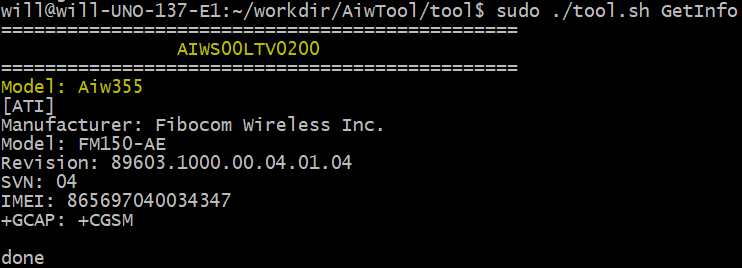 will@will-UNO-137-E1:~/workdir/AiwTool/tool$ sudo ./tool.sh GetInfo
==============================================
AIWS00LTV0200
==============================================
Model: Aiw355
[ATI]
Manufacturer: Fibocom Wireless Inc.
Model: FM150-AE
Revision: 89603.1000.00.04.01.04
SVN: 04
IMEI: 865697040034347
+GCAP: +CGSM
done